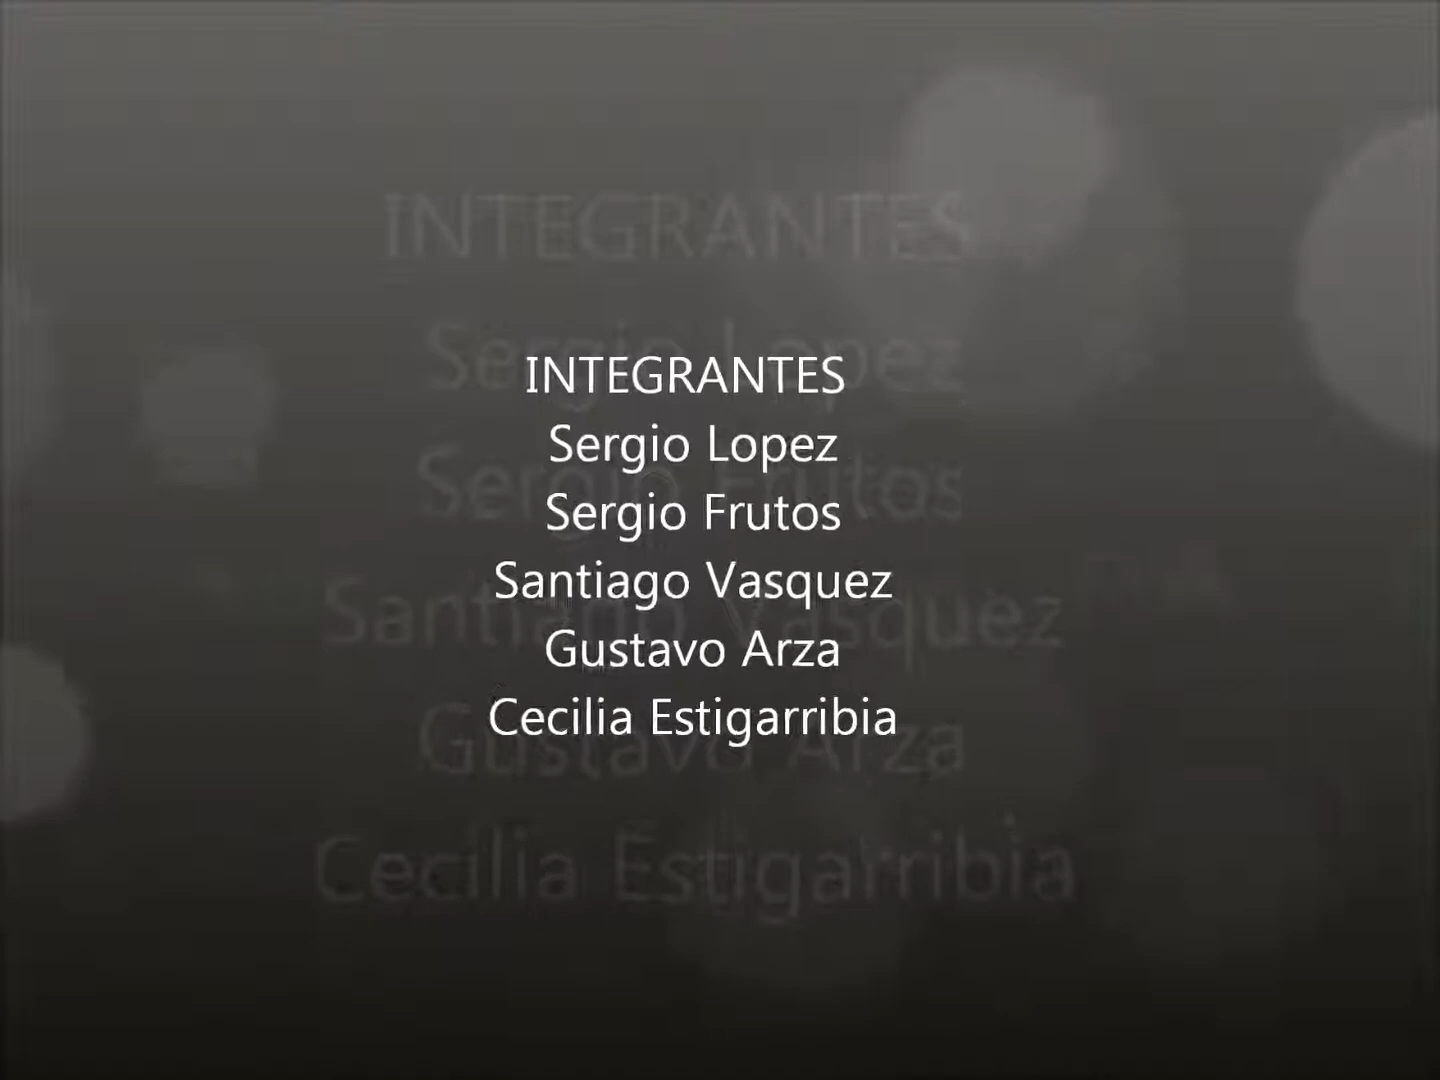 INTEGRANTES
Sergio Lopez
Sergio Frutos
Santiago Vasquez
Gustavo Arza
Cecilia Estigarribia